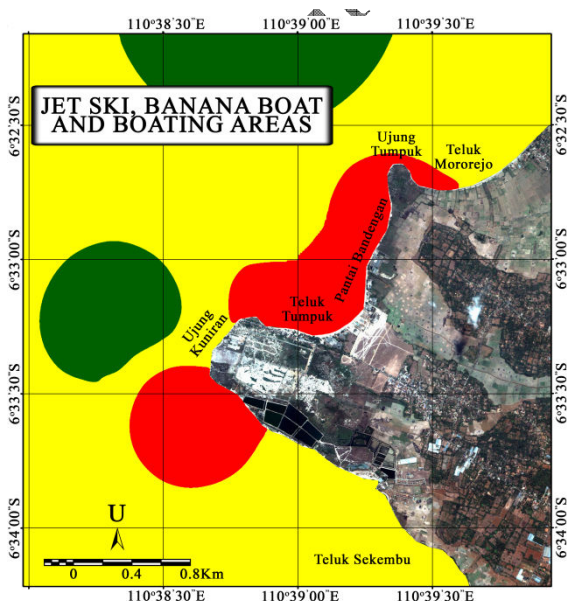 110°38'30"E 110°39'00"E 110°39'30"E
JET SKI, BANANA BOAT
AND BOATING AREAS
6°32'30"S
6°32'30"S
Ujung
Tumpuk
Teluk
Mororejo
Pantai Bandengan
6°33'00"S
6°33'00"S
Teluk
Tumpuk
Ujung
Kuniran
6°33'30"S
6°33'30"S
U
0 0.4 0.8Km
6°34'00"S
6°34'00"S
Teluk Sekembu
110°38'30"E 110°39'00"E 110°39'30"E